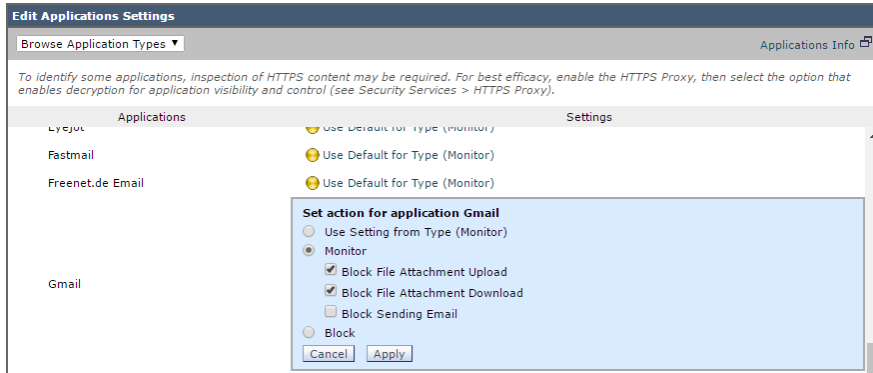 Edit Applications Settings
Browse Application Types ▼
Applications Info
To identify some applications, inspection of HTTPS content may be required. For best efficacy, enable the HTTPS Proxy, then select the option that
enables decryption for application visibility and control (see Security Services > HTTPS Proxy).
Applications Settings
Eyejot Use Default for Type (Monitor)
Fastmail Use Default for Type (Monitor)
Freenet.de Email Use Default for Type (Monitor)
Set action for application Gmail
Use Setting from Type (Monitor)
Monitor
Block File Attachment Upload
Gmail
Block File Attachment Download
Block Sending Email
Block
Cancel Apply